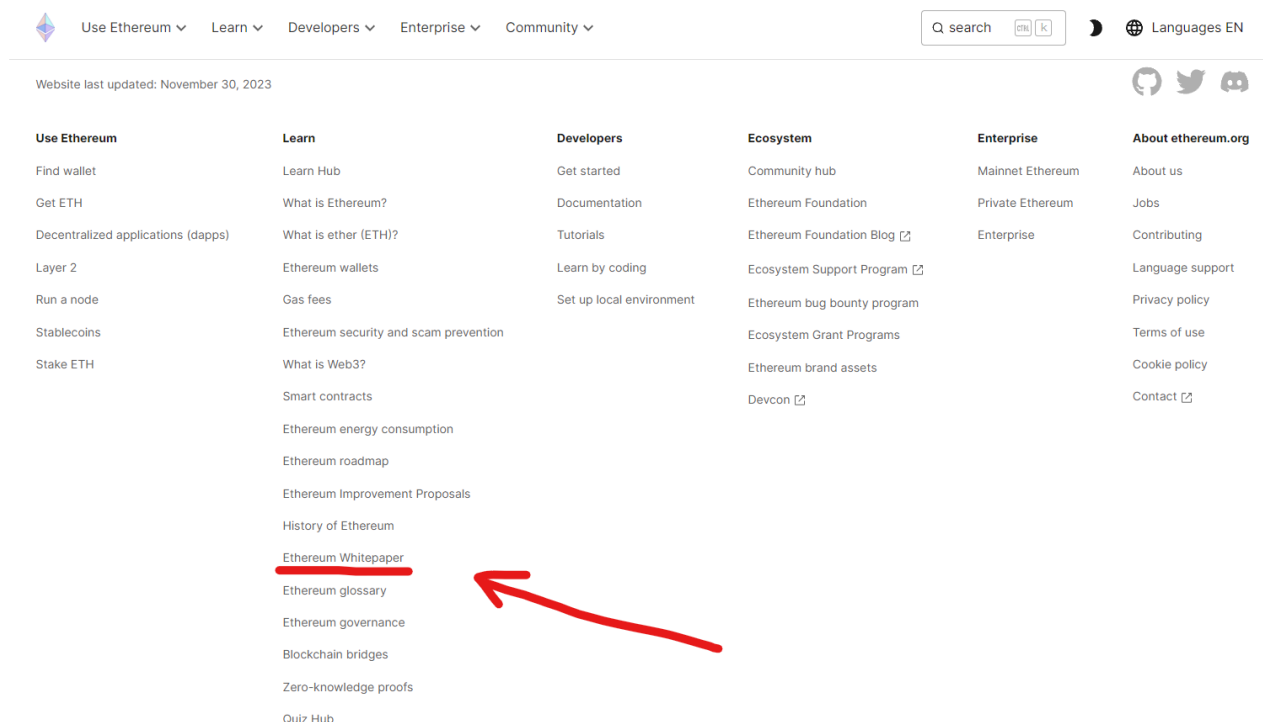 Use Ethereum Learn Developers Enterprise Community search CTRL k Languages EN
Website last updated: November 30, 2023
Use Ethereum
Find wallet
Get ETH
Decentralized applications (dapps)
Layer 2
Run a node
Stablecoins
Stake ETH
Learn
Learn Hub
What is Ethereum?
What is ether (ETH)?
Ethereum wallets
Gas fees
Ethereum security and scam prevention
What is Web3?
Smart contracts
Ethereum energy consumption
Ethereum roadmap
Ethereum Improvement Proposals
History of Ethereum
Ethereum Whitepaper
Ethereum glossary
Ethereum governance
Blockchain bridges
Zero-knowledge proofs
Quiz Hub
Developers
Get started
Documentation
Tutorials
Learn by coding
Set up local environment
Ecosystem
Community hub
Ethereum Foundation
Ethereum Foundation Blog
Ecosystem Support Program
Ethereum bug bounty program
Ecosystem Grant Programs
Ethereum brand assets
Devcon
Enterprise
Mainnet Ethereum
Private Ethereum
Enterprise
About ethereum.org
About us
Jobs
Contributing
Language support
Privacy policy
Terms of use
Cookie policy
Contact